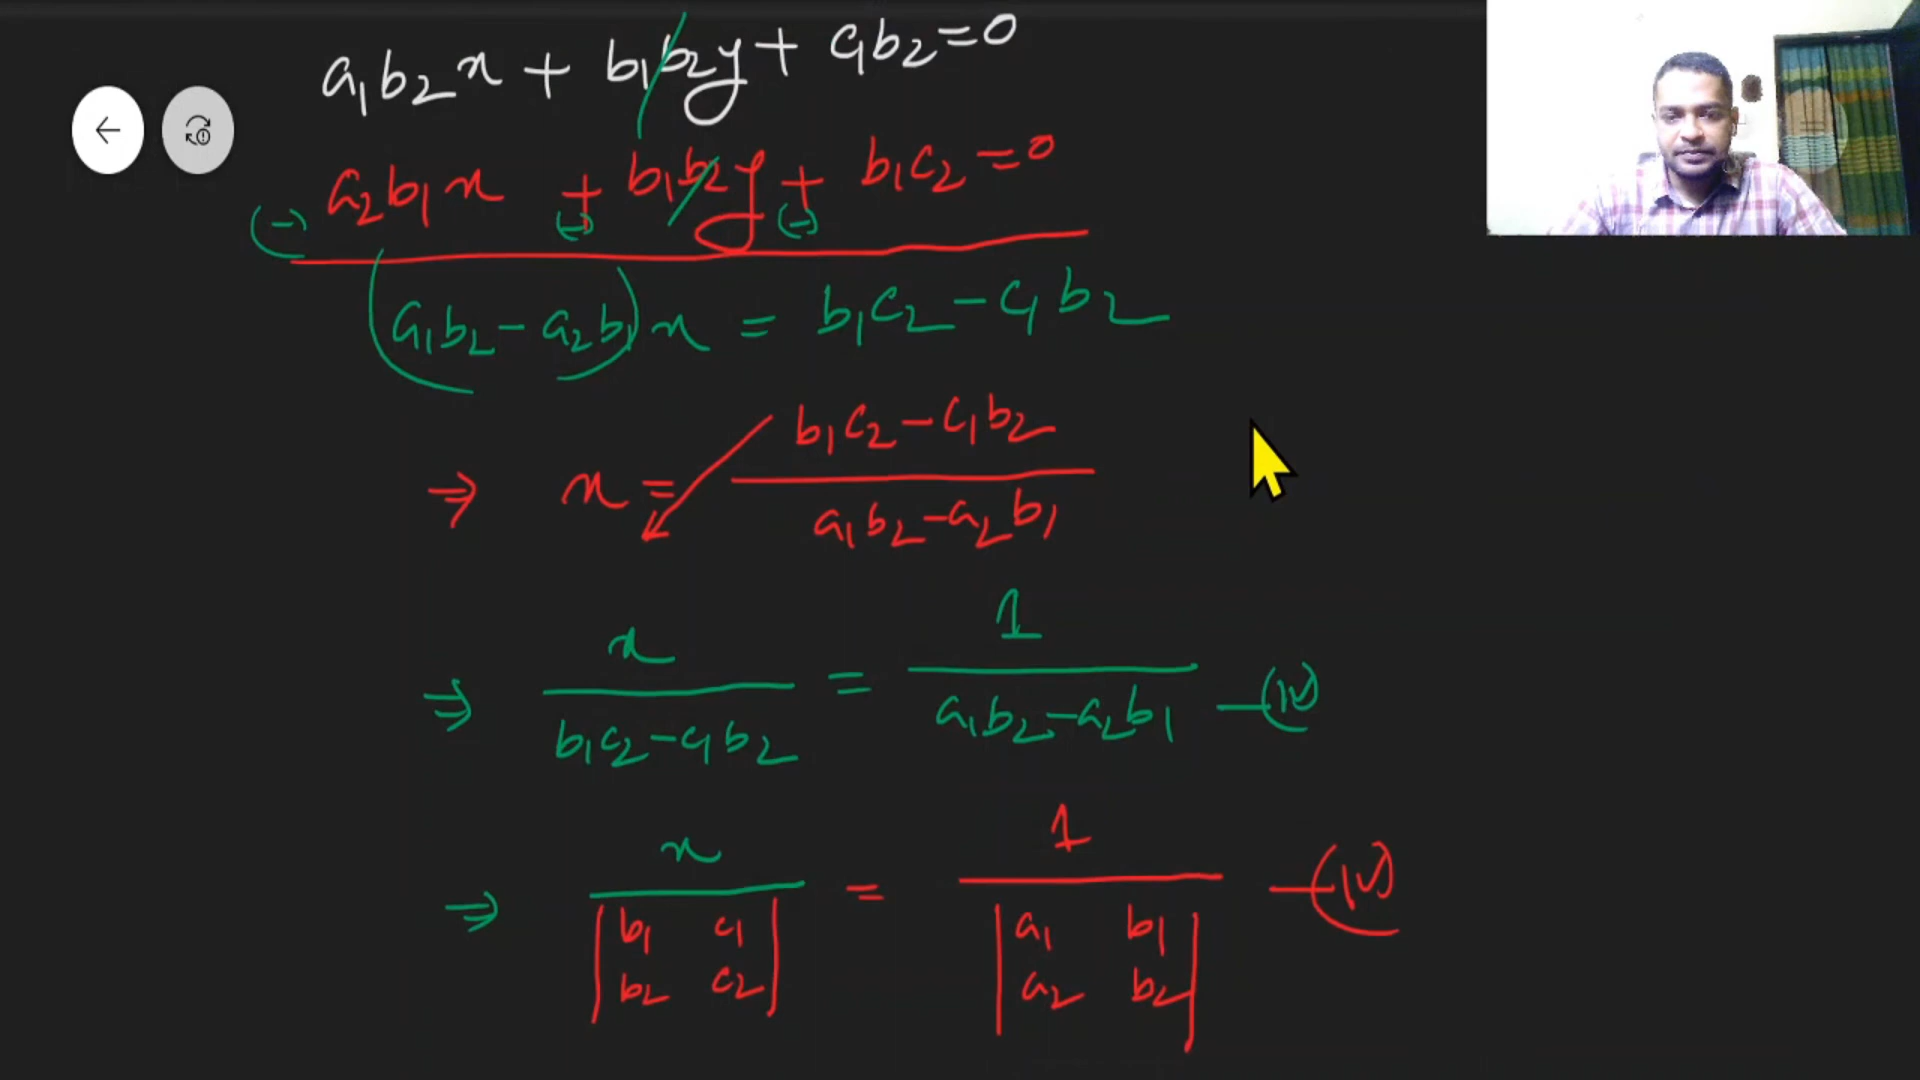 a₁b₂x + b₁b₂y + c₁b₂ = 0
a₂b₁x + b₁b₂y + b₁c₂ = 0
(-) (-) (-)
(a₁b₂ - a₂b₁)x = b₁c₂ - c₁b₂
⇒ x = b₁c₂ - c₁b₂ / a₁b₂ - a₂b₁
⇒ x / b₁c₂ - c₁b₂ = 1 / a₁b₂ - a₂b₁ — (iv)
⇒ x / |b₁ c₁ b₂ c₂| = 1 / |a₁ b₁ a₂ b₂| — (iv)